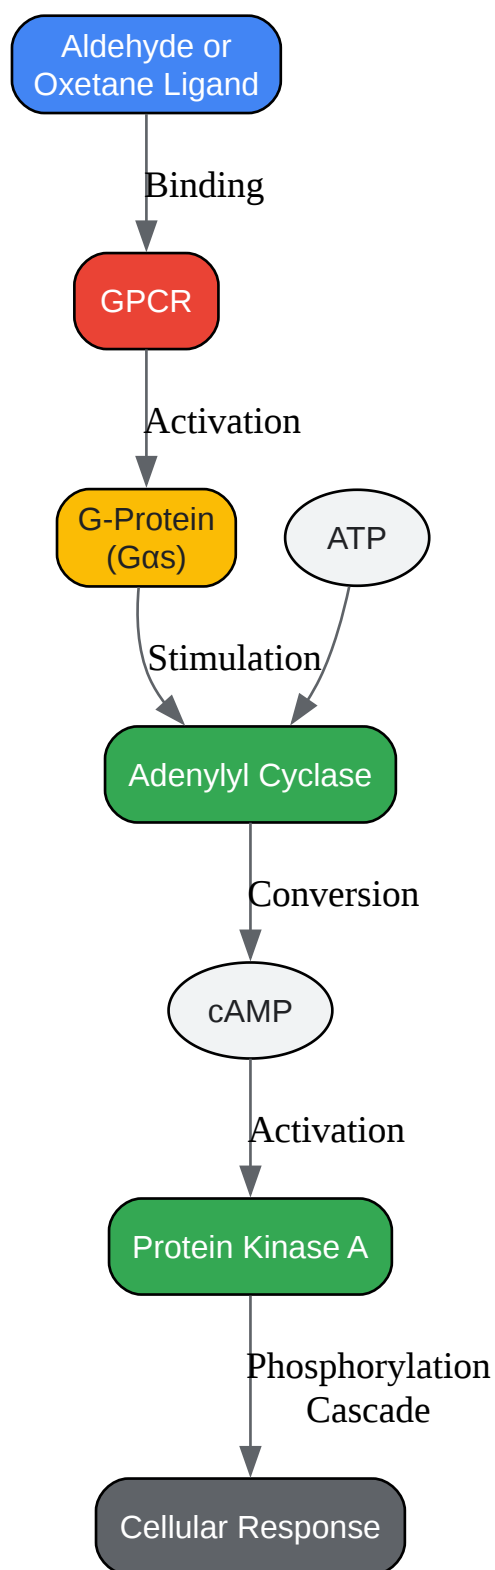 Aldehyde or
Oxetane Ligand
Binding
GPCR
Activation
G-Protein
(Gαs)
ATP
Stimulation
Adenylyl Cyclase
Conversion
cAMP
Activation
Protein Kinase A
Phosphorylation
Cascade
Cellular Response